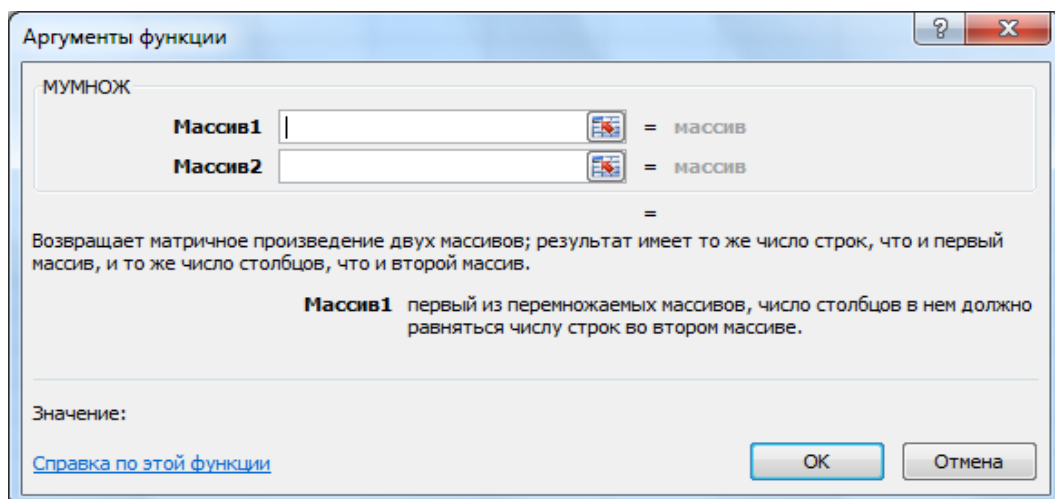 Аргументы функции
МУМНОЖ
Массив1 = массив
Массив2 = массив
=
Возвращает матричное произведение двух массивов; результат имеет то же число строк, что и первый
массив, и то же число столбцов, что и второй массив.
Массив1 первый из перемножаемых массивов, число столбцов в нем должно
равняться числу строк во втором массиве.
Значение:
Справка по этой функции
ОК
Отмена